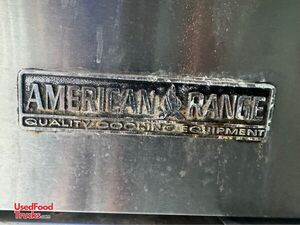 AMERICAN RANGE
QUALITY COOKING EQUIPMENT
UsedFood
Trucks.com